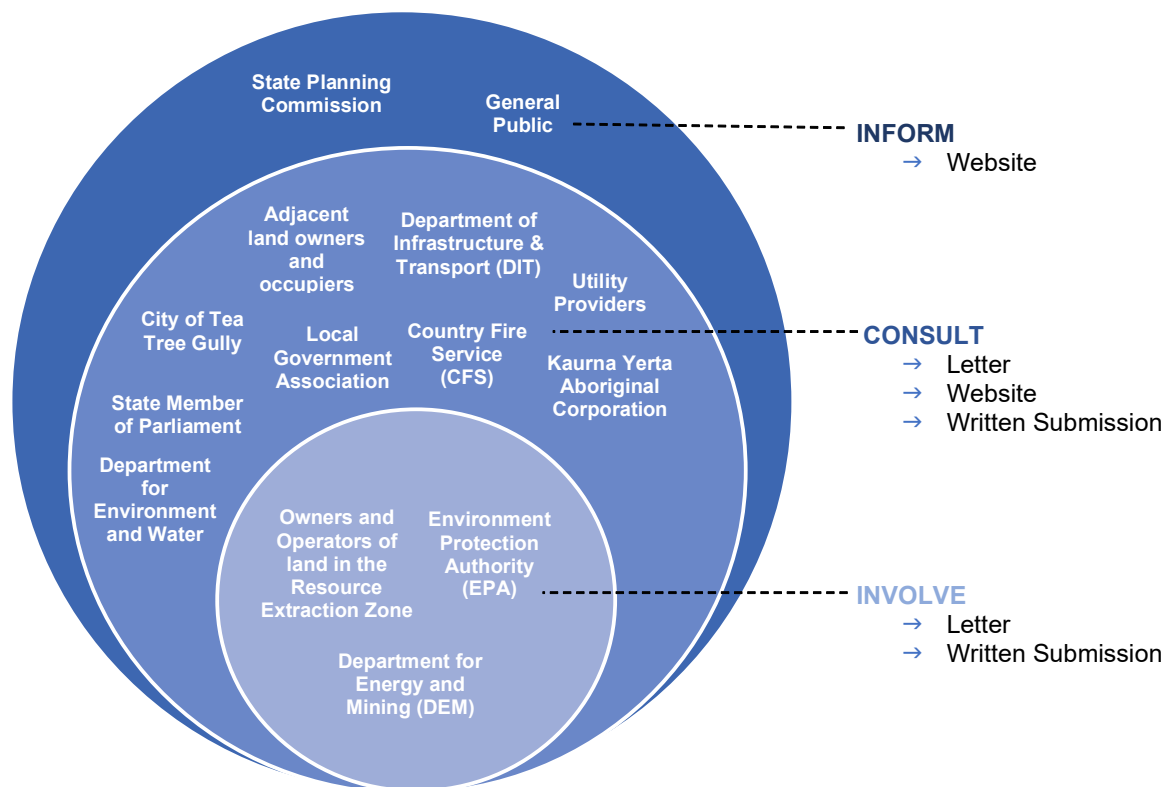 State Planning
Commission
General
Public
INFORM
→ Website
Adjacent
land owners
and
occupiers
Department of
Infrastructure &
Transport (DIT)
Utility
Providers
City of Tea
Tree Gully
Local
Government
Association
Country Fire
Service
(CFS)
Kaurna Yerta
Aboriginal
Corporation
State Member
of Parliament
Department
for
Environment
and Water
CONSULT
→ Letter
→ Website
→ Written Submission
Owners and
Operators of
land in the
Resource
Extraction Zone
Environment
Protection
Authority
(EPA)
Department for
Energy and
Mining (DEM)
INVOLVE
→ Letter
→ Written Submission